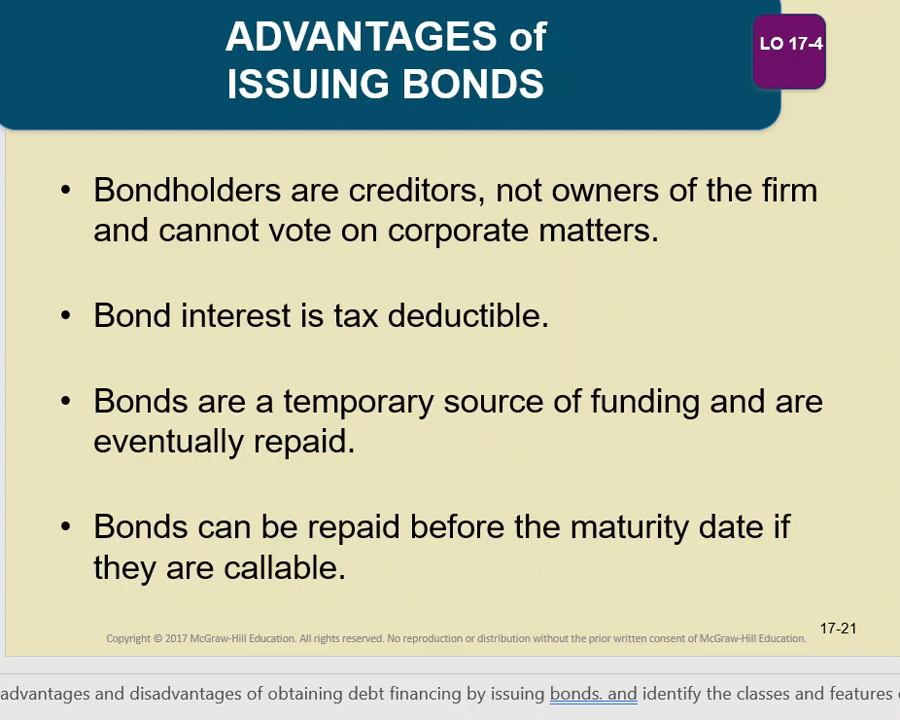 ADVANTAGES of
ISSUING BONDS
LO 17-4
• Bondholders are creditors, not owners of the firm
and cannot vote on corporate matters.
• Bond interest is tax deductible.
• Bonds are a temporary source of funding and are
eventually repaid.
• Bonds can be repaid before the maturity date if
they are callable.
17-21
Copyright © 2017 McGraw-Hill Education. All rights reserved. No reproduction or distribution without the prior written consent of McGraw-Hill Education.
advantages and disadvantages of obtaining debt financing by issuing bonds. and identify the classes and features